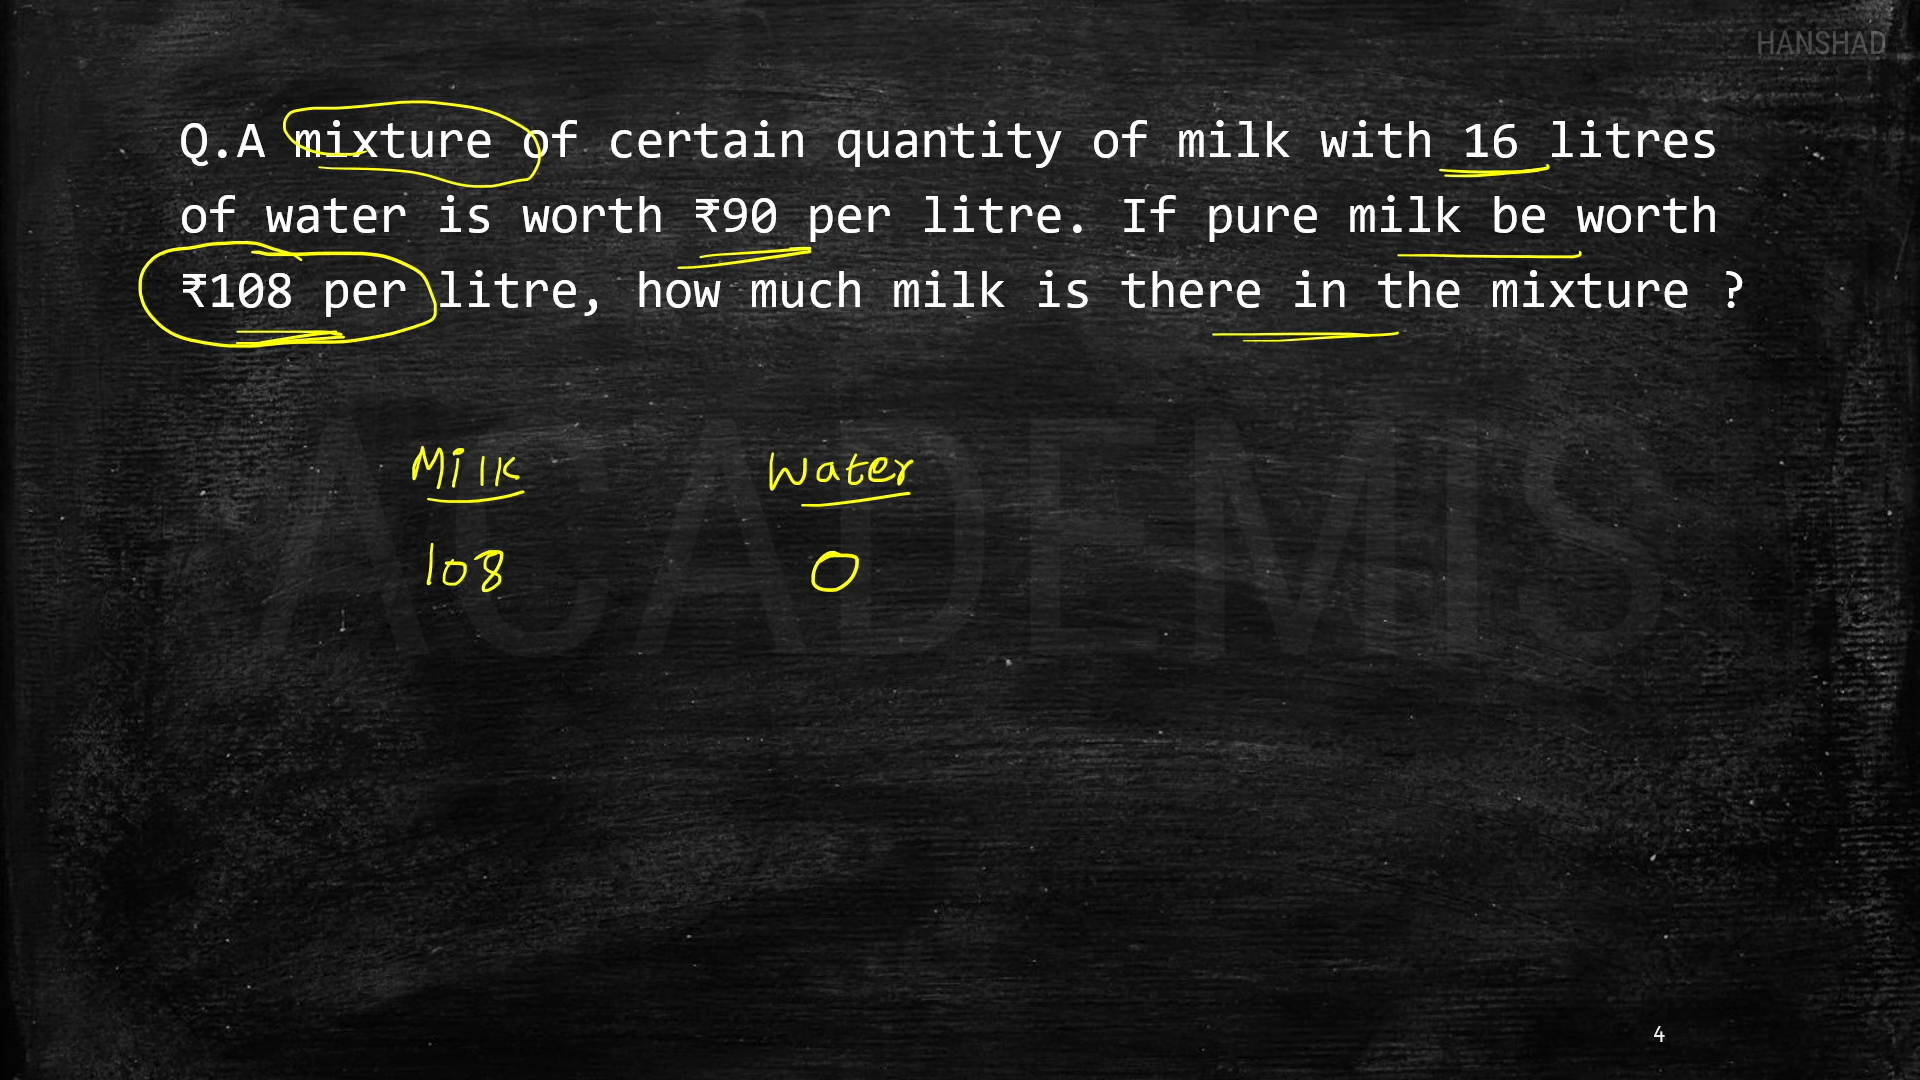 HANSHAD
Q.A mixture of certain quantity of milk with 16 litres
of water is worth ₹90 per litre. If pure milk be worth
₹108 per litre, how much milk is there in the mixture ?
ACADEMIS
Milk Water
108 0
4